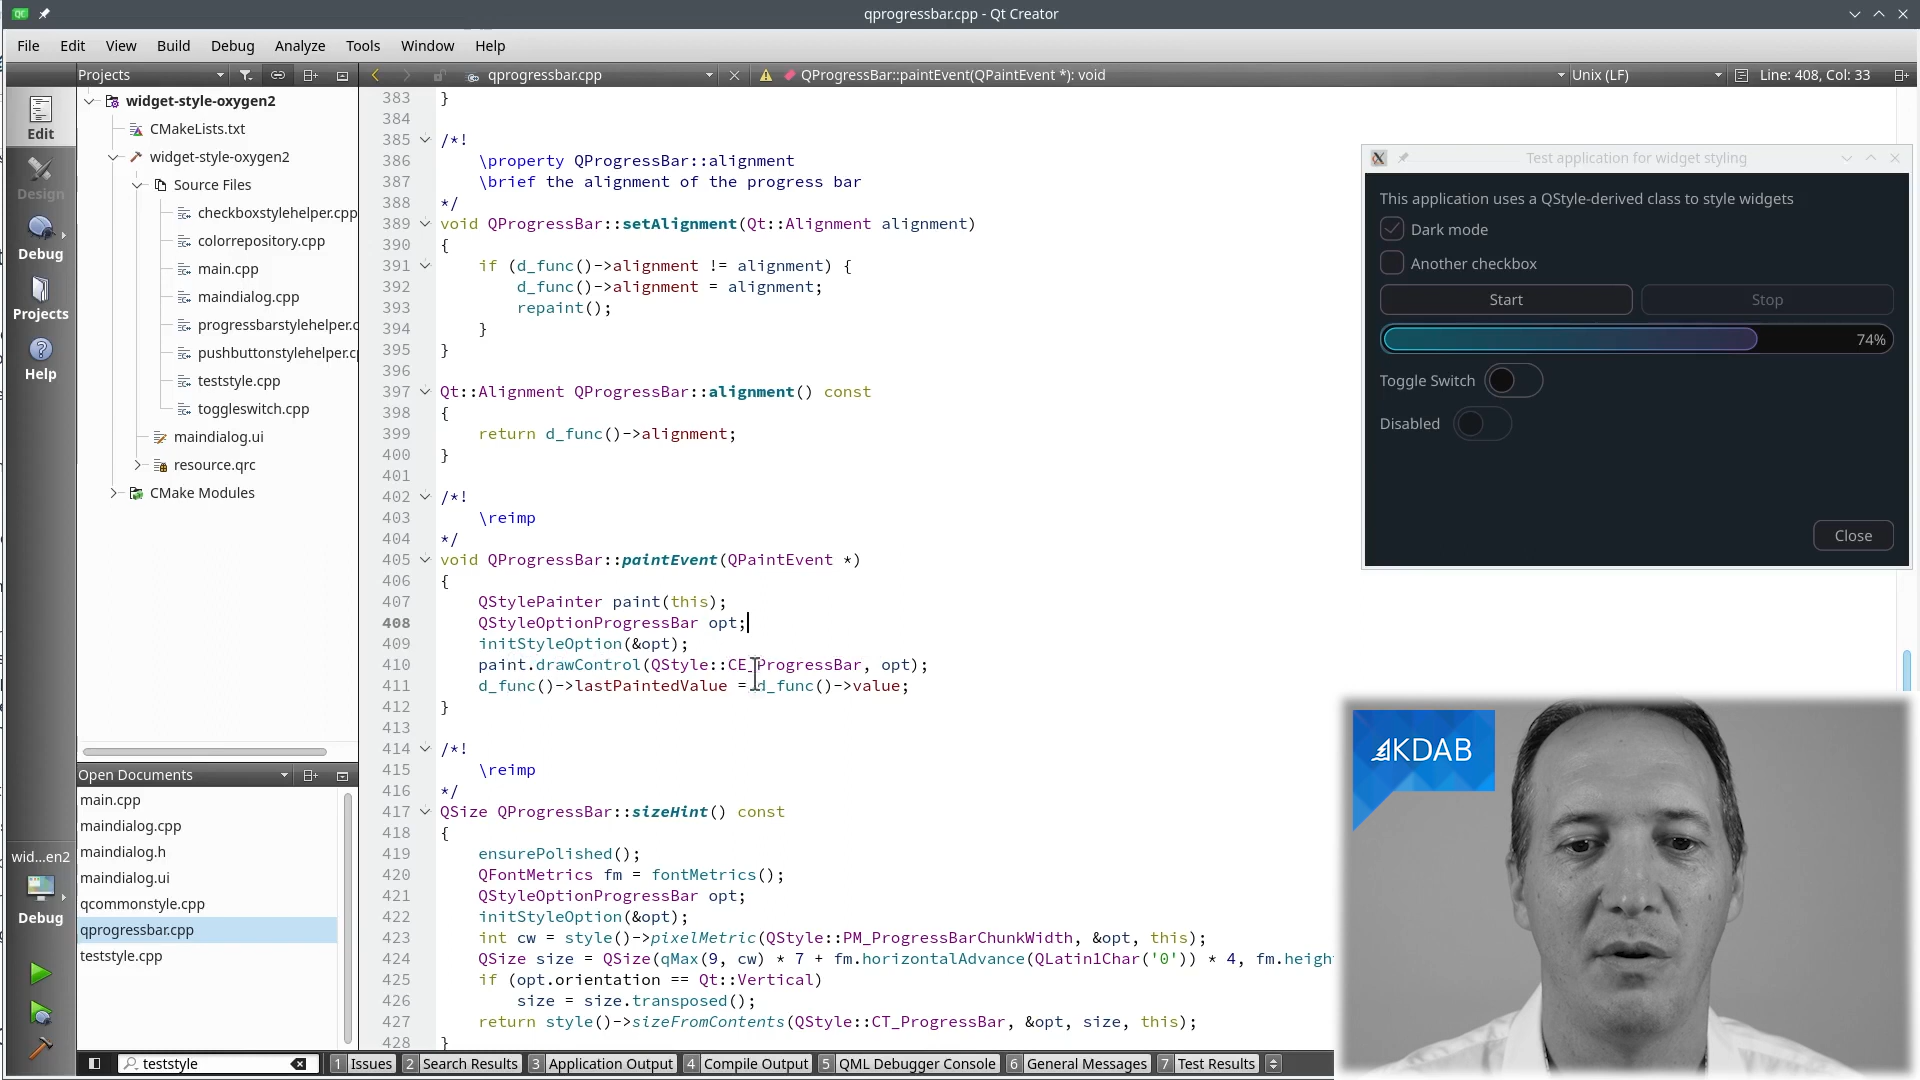 qprogressbar.cpp - Qt Creator
File Edit View Build Debug Analyze Tools Window Help
Projects
qprogressbar.cpp
QProgressBar::paintEvent(QPaintEvent *): void
Unix (LF)
Line: 408, Col: 33
Edit
Design
Debug
Projects
Help
wid...en2
Debug
widget-style-oxygen2
CMakeLists.txt
widget-style-oxygen2
Source Files
checkboxstylehelper.cpp
colorrepository.cpp
main.cpp
maindialog.cpp
progressbarstylehelper.c
pushbuttonstylehelper.cp
teststyle.cpp
toggleswitch.cpp
maindialog.ui
resource.qrc
CMake Modules
Open Documents
main.cpp
maindialog.cpp
maindialog.h
maindialog.ui
qcommonstyle.cpp
qprogressbar.cpp
teststyle.cpp
383 }
384
385 /*!
386 \property QProgressBar::alignment
387 \brief the alignment of the progress bar
388 */
389 void QProgressBar::setAlignment(Qt::Alignment alignment)
390 {
391 if (d_func()->alignment != alignment) {
392 d_func()->alignment = alignment;
393 repaint();
394 }
395 }
396
397 Qt::Alignment QProgressBar::alignment() const
398 {
399 return d_func()->alignment;
400 }
401
402 /*!
403 \reimp
404 */
405 void QProgressBar::paintEvent(QPaintEvent *)
406 {
407 QStylePainter paint(this);
408 QStyleOptionProgressBar opt;
409 initStyleOption(&opt);
410 paint.drawControl(QStyle::CE_ProgressBar, opt);
411 d_func()->lastPaintedValue = d_func()->value;
412 }
413
414 /*!
415 \reimp
416 */
417 QSize QProgressBar::sizeHint() const
418 {
419 ensurePolished();
420 QFontMetrics fm = fontMetrics();
421 QStyleOptionProgressBar opt;
422 initStyleOption(&opt);
423 int cw = style()->pixelMetric(QStyle::PM_ProgressBarChunkWidth, &opt, this);
424 QSize size = QSize(qMax(9, cw) * 7 + fm.horizontalAdvance(QLatin1Char('0')) * 4, fm.heigh
425 if (opt.orientation == Qt::Vertical)
426 size = size.transposed();
427 return style()->sizeFromContents(QStyle::CT_ProgressBar, &opt, size, this);
428 }
Test application for widget styling
This application uses a QStyle-derived class to style widgets
Dark mode
Another checkbox
Start
Stop
74%
Toggle Switch
Disabled
Close
KDAB
teststyle
1 Issues 2 Search Results 3 Application Output 4 Compile Output 5 QML Debugger Console 6 General Messages 7 Test Results